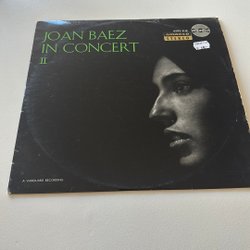 JOAN BAEZ
IN CONCERT
II
STEREO
A VANGUARD RECORDING